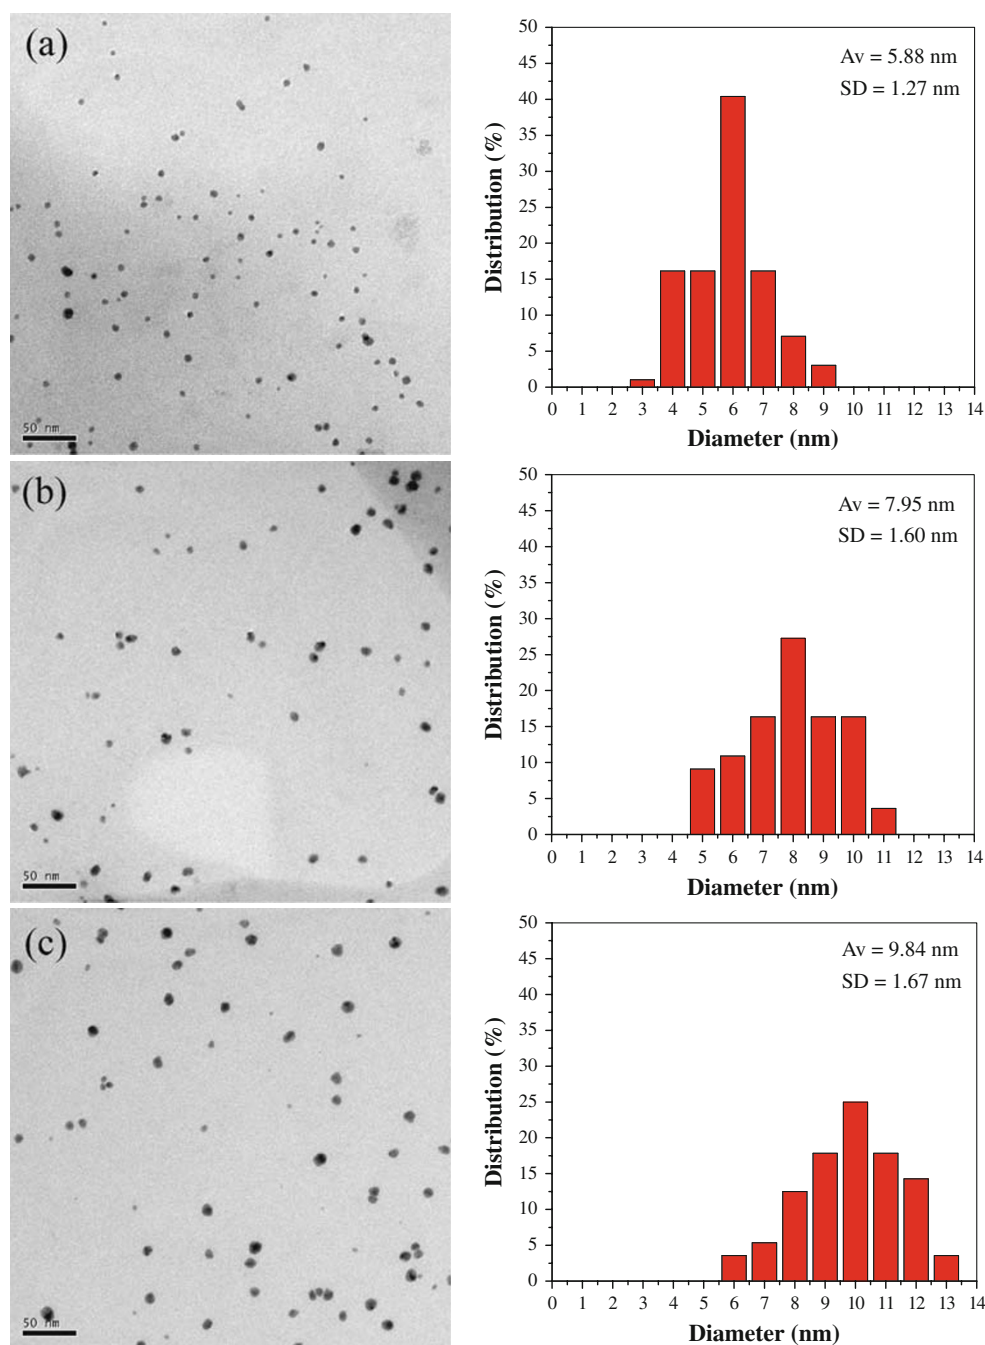 (a)
50 nm
Av = 5.88 nm
SD = 1.27 nm
Distribution (%)
50
45
40
35
30
25
20
15
10
5
0
0 1 2 3 4 5 6 7 8 9 10 11 12 13 14
Diameter (nm)
(b)
50 nm
Av = 7.95 nm
SD = 1.60 nm
Distribution (%)
50
45
40
35
30
25
20
15
10
5
0
0 1 2 3 4 5 6 7 8 9 10 11 12 13 14
Diameter (nm)
(c)
50 nm
Av = 9.84 nm
SD = 1.67 nm
Distribution (%)
50
45
40
35
30
25
20
15
10
5
0
0 1 2 3 4 5 6 7 8 9 10 11 12 13 14
Diameter (nm)